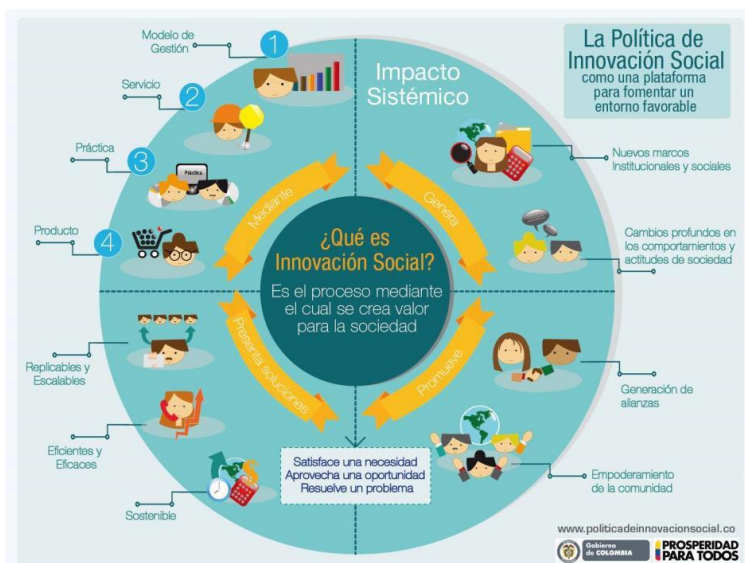 La Política de
Innovación Social
como una plataforma
para fomentar un
entorno favorable
Modelo de
Gestión
1
Servicio
2
Práctica
3
Práctica
Producto
4
Mediante
Impacto
Sistémico
Genera
Nuevos marcos
Institucionales y sociales
Cambios profundos en
los comportamientos y
actitudes de sociedad
¿Qué es
Innovación Social?
Es el proceso mediante
el cual se crea valor
para la sociedad
Presenta soluciones
Replicables y
Escalables
Eficientes y
Eficaces
Sostenible
Promueve
Generación de
alianzas
Empoderamiento
de la comunidad
Satisface una necesidad
Aprovecha una oportunidad
Resuelve un problema
www.politicadeinnovacionsocial.co
Gobierno
de COLOMBIA
PROSPERIDAD
PARA TODOS